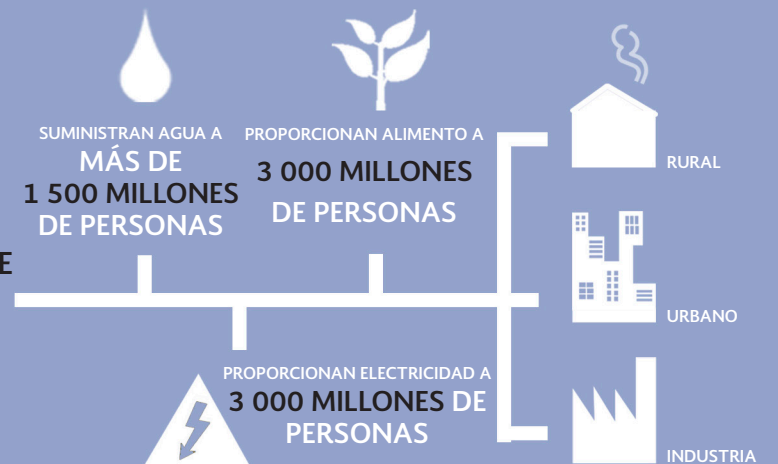 SUMINISTRAN AGUA A
MÁS DE
1 500 MILLONES
DE PERSONAS
PROPORCIONAN ALIMENTO A
3 000 MILLONES
DE PERSONAS
RURAL
E
URBANO
PROPORCIONAN ELECTRICIDAD A
3 000 MILLONES DE
PERSONAS
INDUSTRIA